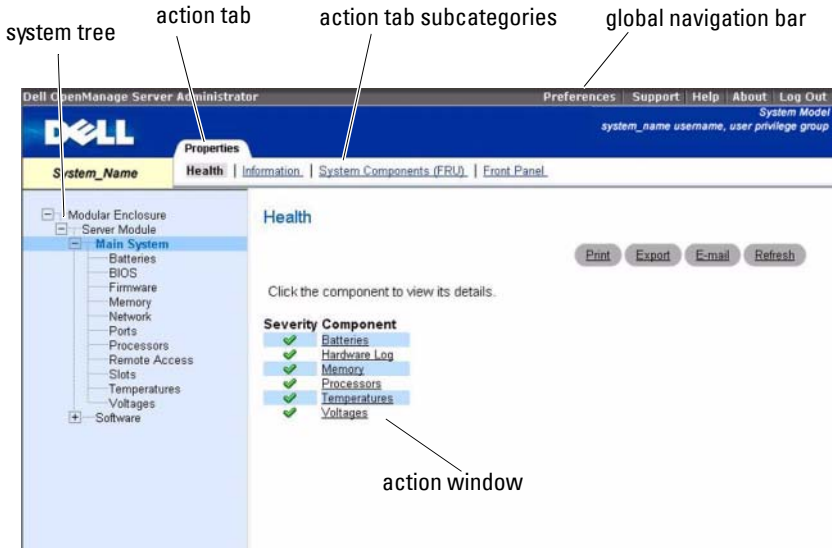 system tree
action tab
action tab subcategories
global navigation bar
Dell OpenManage Server Administrator
Preferences Support Help About Log Out
System Model
system_name username, user privilege group
DELL
Properties
System_Name
Health | Information | System Components (FRU) | Front Panel
Modular Enclosure
Server Module
Main System
Batteries
BIOS
Firmware
Memory
Network
Ports
Processors
Remote Access
Slots
Temperatures
Voltages
Software
Health
Print Export E-mail Refresh
Click the component to view its details.
Severity Component
Batteries
Hardware Log
Memory
Processors
Temperatures
Voltages
action window